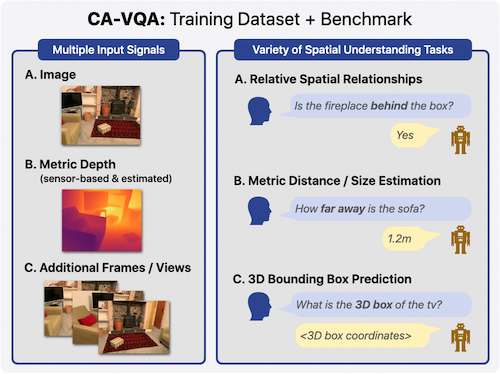 CA-VQA: Training Dataset + Benchmark
Multiple Input Signals
A. Image
B. Metric Depth
(sensor-based & estimated)
C. Additional Frames / Views
Variety of Spatial Understanding Tasks
A. Relative Spatial Relationships
Is the fireplace behind the box?
Yes
B. Metric Distance / Size Estimation
How far away is the sofa?
1.2m
C. 3D Bounding Box Prediction
What is the 3D box of the tv?
<3D box coordinates>